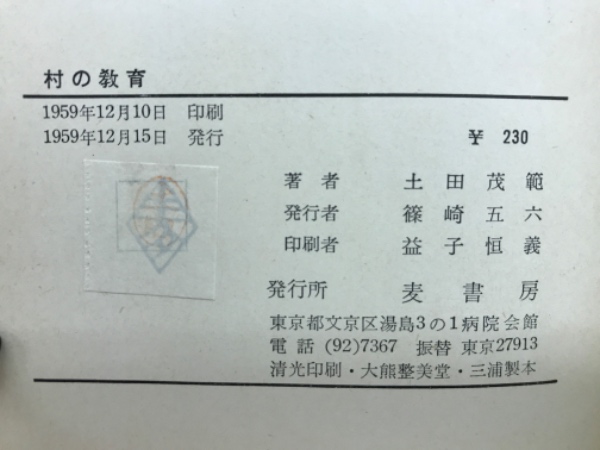 村の教育
1959年12月10日 印刷
1959年12月15日 発行
¥ 230
著者 土田茂範
発行者 篠崎五六
印刷者 益子恒義
発行所 麦書房
東京都文京区湯島3の1病院会館
電話 (92)7367 振替 東京27913
清光印刷・大熊整美堂・三浦製本